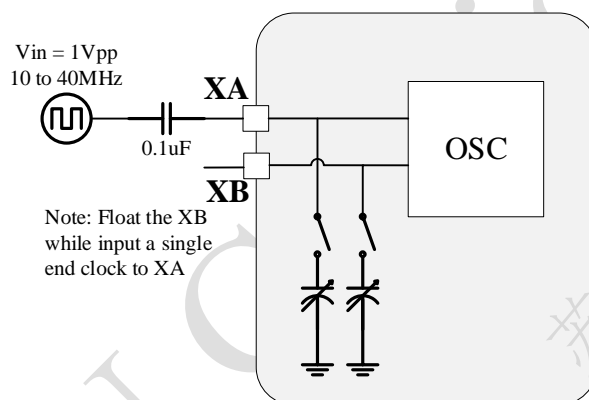 Vin = 1Vpp
10 to 40MHz
XA
0.1uF
OSC
XB
Note: Float the XB
while input a single
end clock to XA